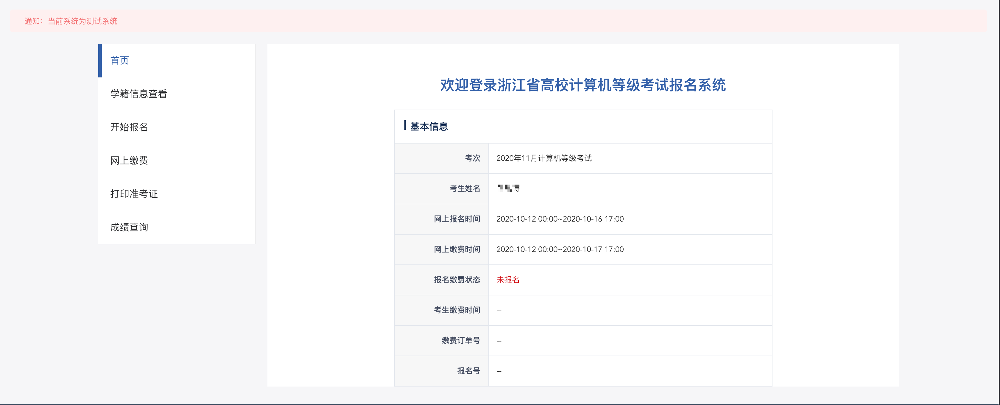 通知：当前系统为测试系统
首页
学籍信息查看
开始报名
网上缴费
打印准考证
成绩查询
欢迎登录浙江省高校计算机等级考试报名系统
基本信息
考次 2020年11月计算机等级考试
考生姓名
网上报名时间 2020-10-12 00:00~2020-10-16 17:00
网上缴费时间 2020-10-12 00:00~2020-10-17 17:00
报名缴费状态 未报名
考生缴费时间 --
缴费订单号 --
报名号 --